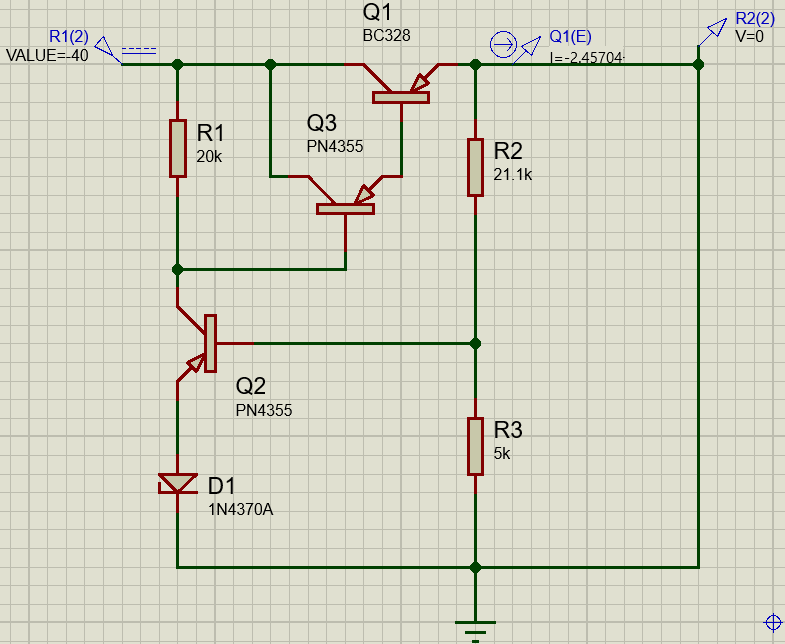 Q1
BC328
R1(2)
VALUE=-40
Q1(E)
I=-2.45704
R2(2)
V=0
R1
20k
Q3
PN4355
R2
21.1k
Q2
PN4355
R3
5k
D1
1N4370A